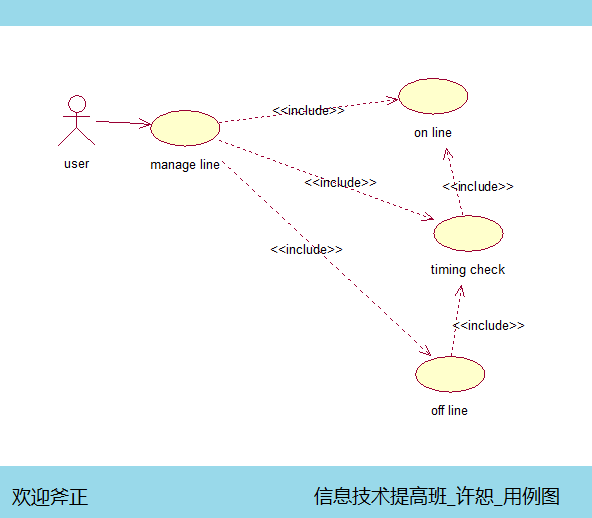 <<include>>
on line
user
manage line
<<include>>
<<include>>
<<include>>
timing check
<<include>>
off line
欢迎斧正
信息技术提高班_许恕_用例图